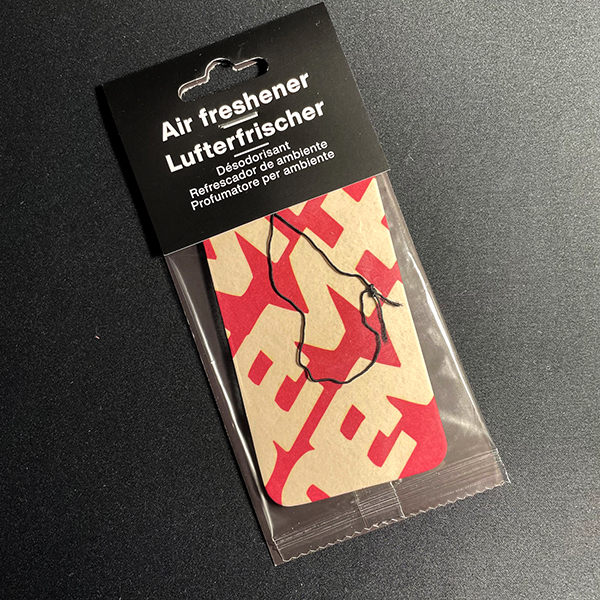 Air freshener
Lufterfrischer
Désodorisant
Refrescador de ambiente
Profumatore per ambiente